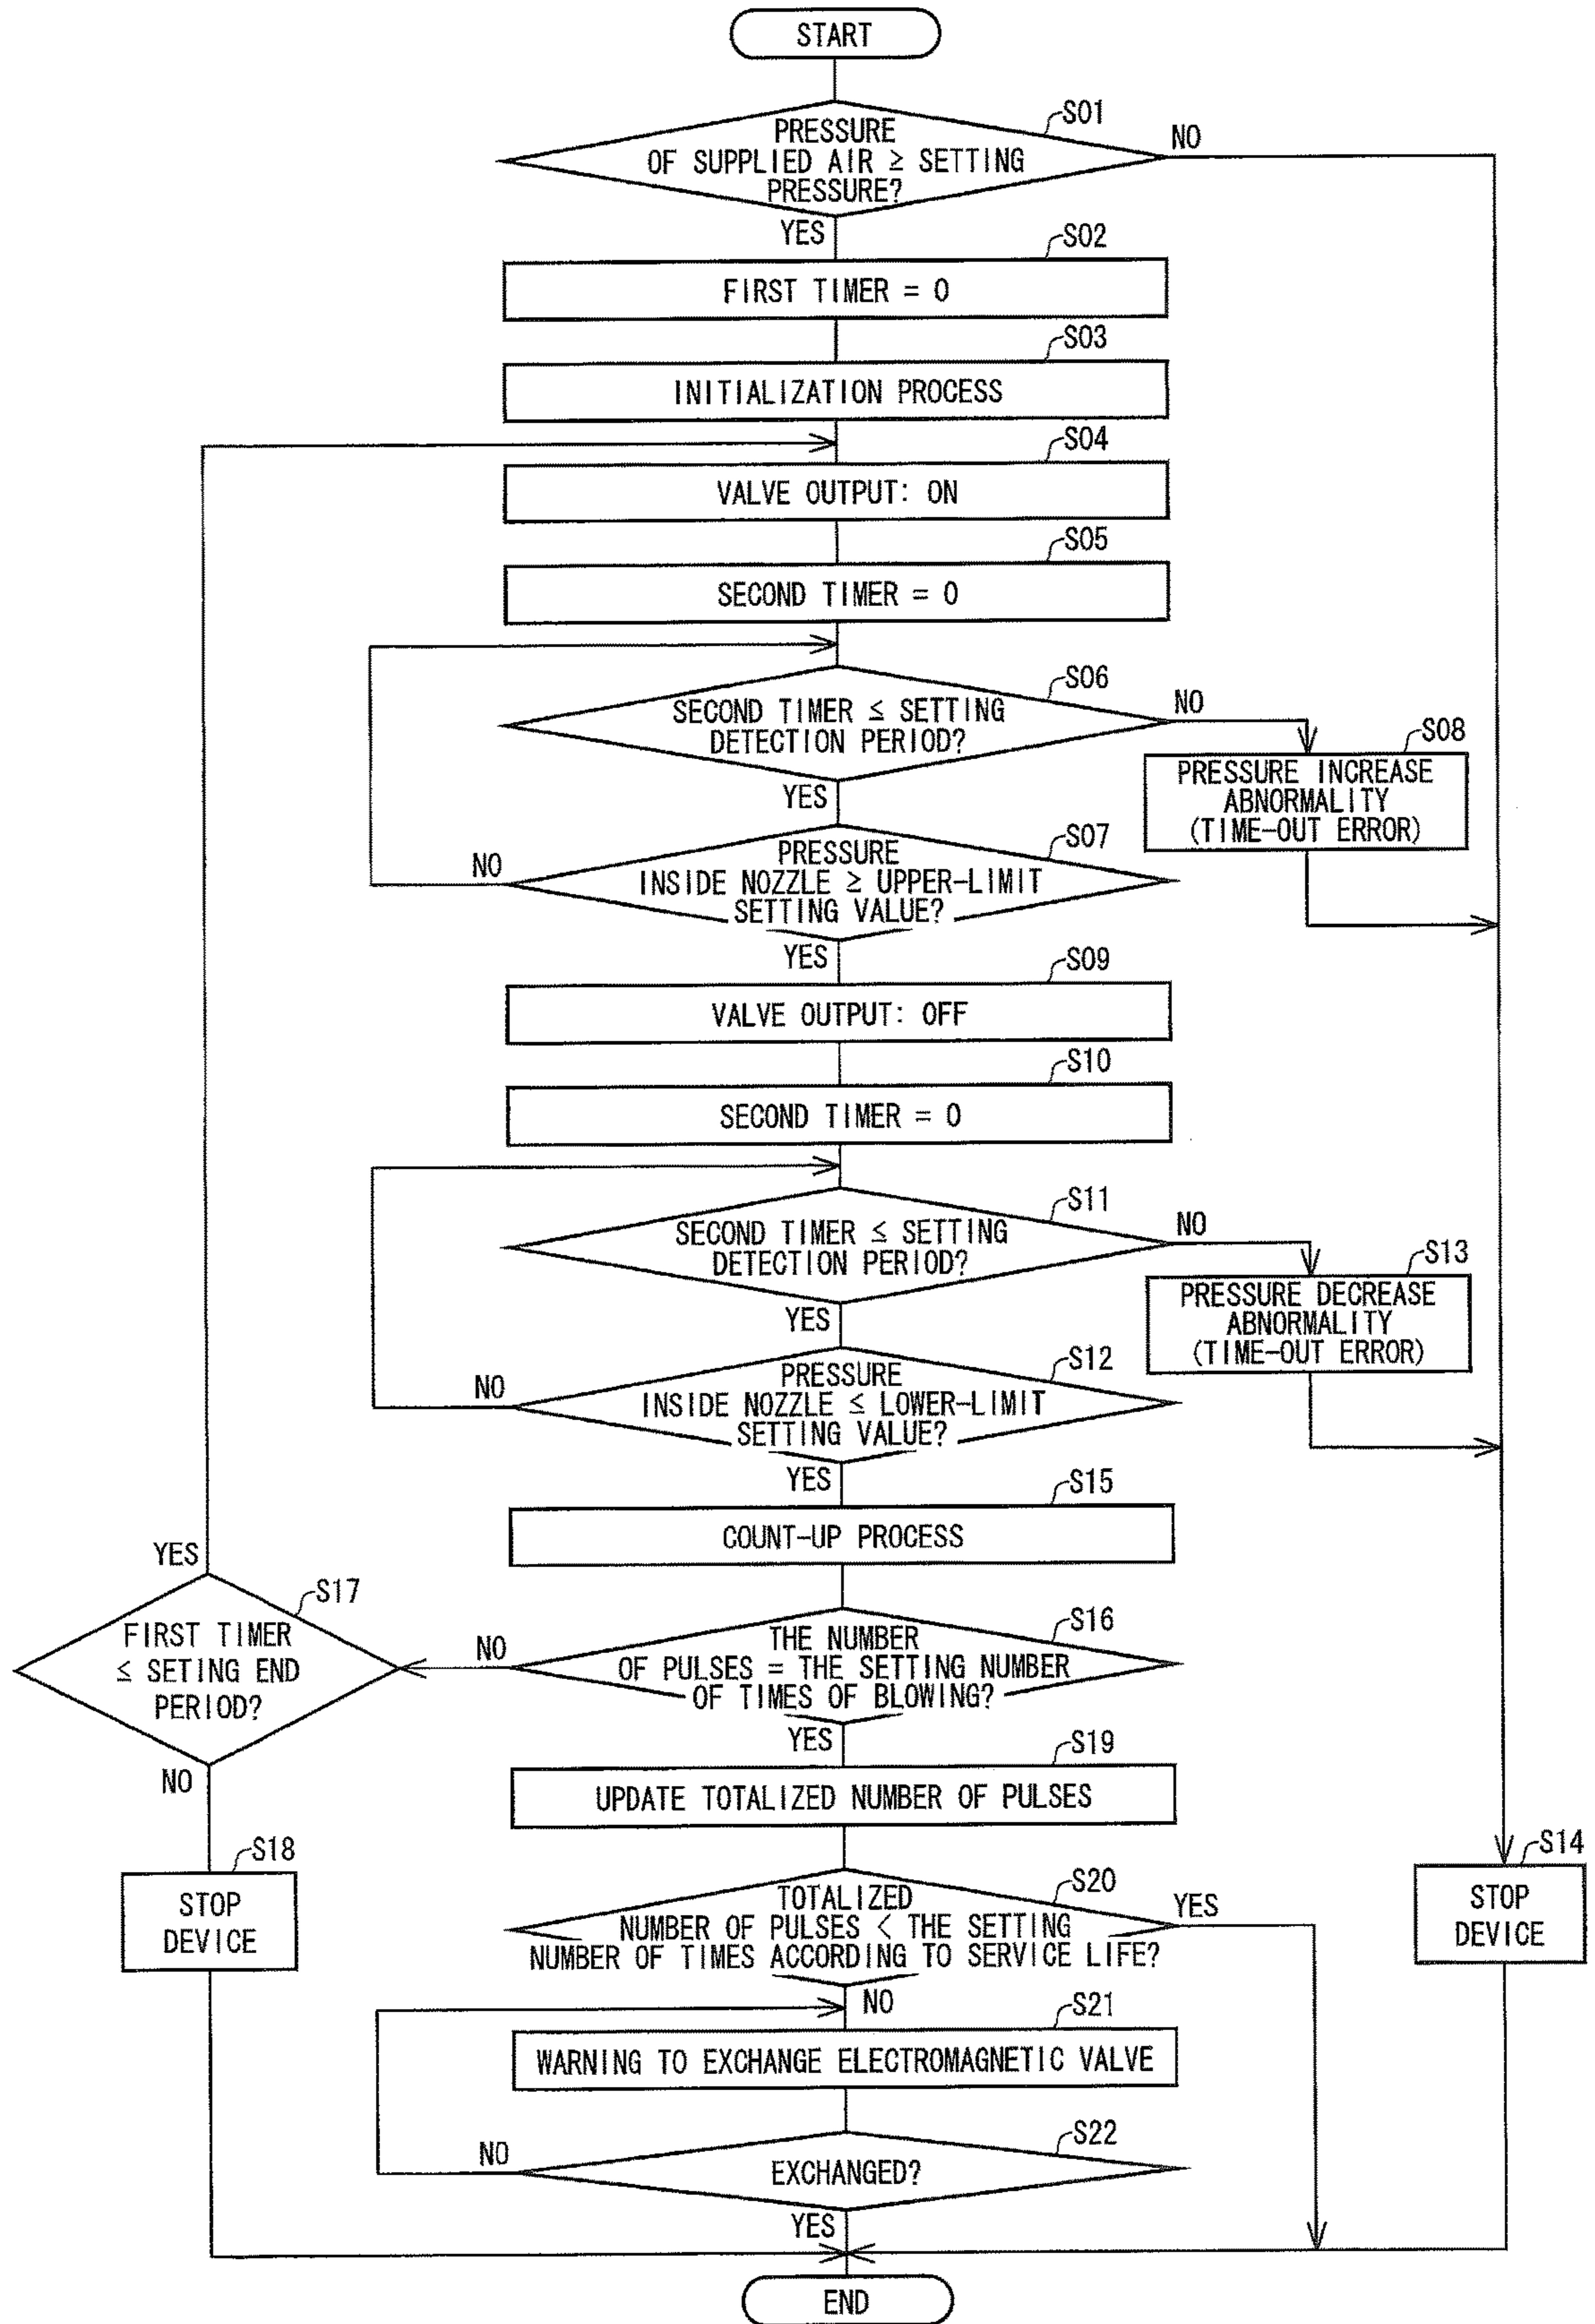 START
S01
PRESSURE
OF SUPPLIED AIR ≥ SETTING
PRESSURE?
NO
YES
S02
FIRST TIMER = 0
S03
INITIALIZATION PROCESS
S04
VALVE OUTPUT: ON
S05
SECOND TIMER = 0
S06
SECOND TIMER ≤ SETTING
DETECTION PERIOD?
NO
YES
S08
PRESSURE INCREASE
ABNORMALITY
(TIME-OUT ERROR)
S07
PRESSURE
INSIDE NOZZLE ≥ UPPER-LIMIT
SETTING VALUE?
NO
YES
S09
VALVE OUTPUT: OFF
S10
SECOND TIMER = 0
S11
SECOND TIMER ≤ SETTING
DETECTION PERIOD?
NO
YES
S13
PRESSURE DECREASE
ABNORMALITY
(TIME-OUT ERROR)
S12
PRESSURE
INSIDE NOZZLE ≤ LOWER-LIMIT
SETTING VALUE?
NO
YES
S15
COUNT-UP PROCESS
S16
THE NUMBER
OF PULSES = THE SETTING NUMBER
OF TIMES OF BLOWING?
NO
YES
YES
S17
FIRST TIMER
≤ SETING END
PERIOD?
NO
S18
STOP
DEVICE
S19
UPDATE TOTALIZED NUMBER OF PULSES
S20
TOTALIZED
NUMBER OF PULSES < THE SETTING
NUMBER OF TIMES ACCORDING TO SERVICE LIFE?
YES
NO
S14
STOP
DEVICE
S21
WARNING TO EXCHANGE ELECTROMAGNETIC VALVE
S22
EXCHANGED?
NO
YES
END